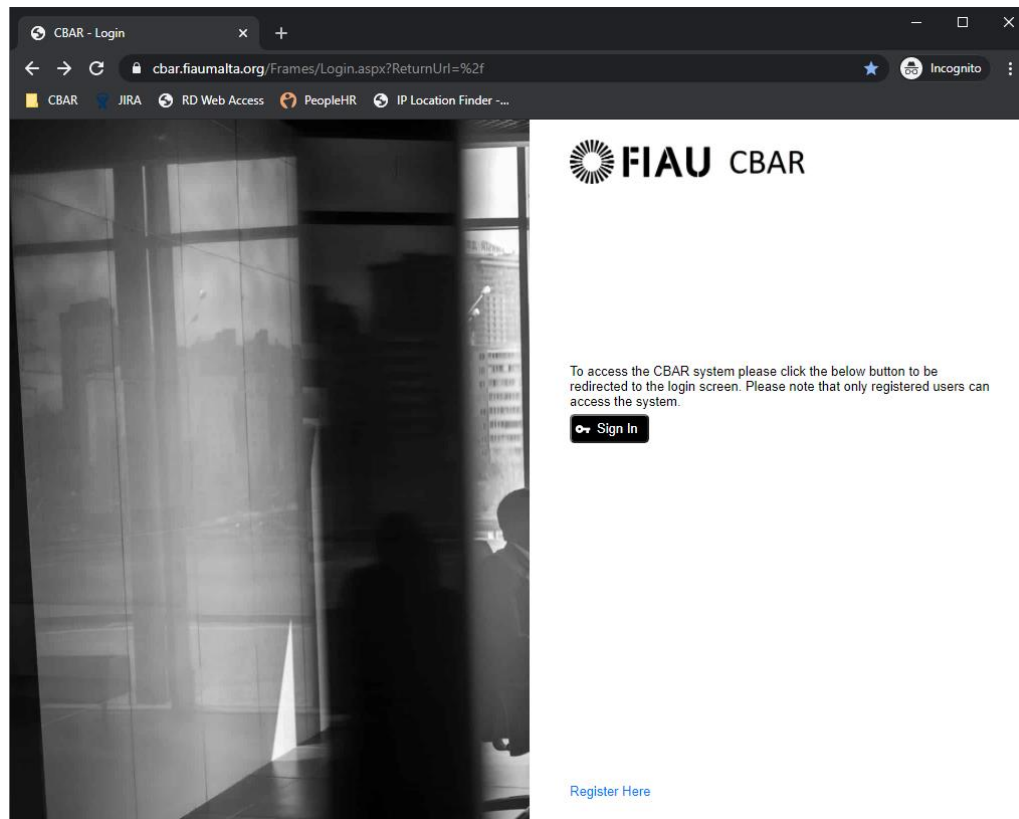 CBAR - Login
cbar.fiaumalta.org/Frames/Login.aspx?ReturnUrl=%2f
Incognito
CBAR JIRA RD Web Access PeopleHR IP Location Finder -...
FIAU CBAR
To access the CBAR system please click the below button to be
redirected to the login screen. Please note that only registered users can
access the system.
Sign In
Register Here